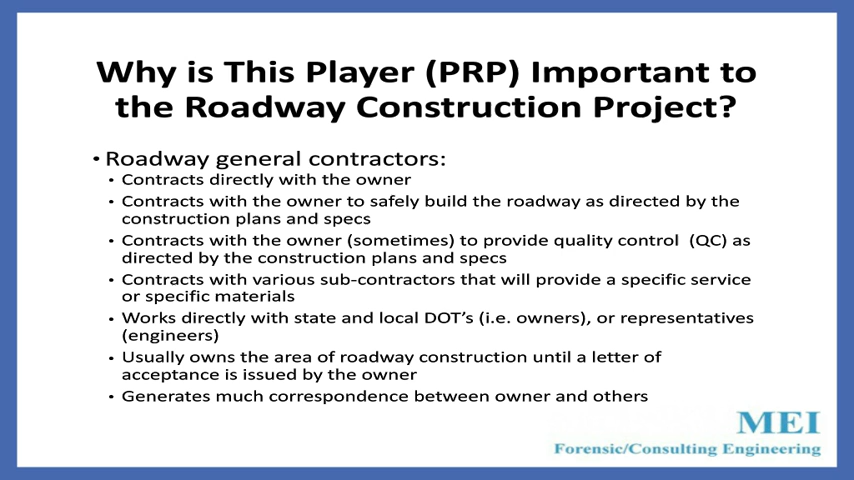 Why is This Player (PRP) Important to
the Roadway Construction Project?
• Roadway general contractors:
• Contracts directly with the owner
• Contracts with the owner to safely build the roadway as directed by the
construction plans and specs
• Contracts with the owner (sometimes) to provide quality control (QC) as
directed by the construction plans and specs
• Contracts with various sub-contractors that will provide a specific service
or specific materials
• Works directly with state and local DOT's (i.e. owners), or representatives
(engineers)
• Usually owns the area of roadway construction until a letter of
acceptance is issued by the owner
• Generates much correspondence between owner and others
MEI
Forensic/Consulting Engineering